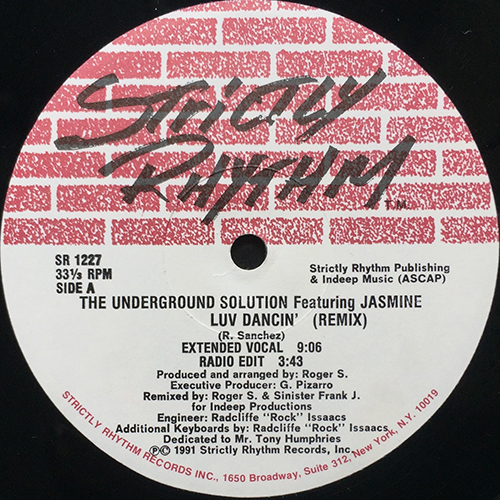 STRICTLY
RHYTHM T.M.
SR 1227
33⅓ RPM
SIDE A
Strictly Rhythm Publishing
& Indeep Music (ASCAP)
THE UNDERGROUND SOLUTION Featuring JASMINE
LUV DANCIN' (REMIX)
(R. Sanchez)
EXTENDED VOCAL 9:06
RADIO EDIT 3:43
Produced and arranged by: Roger S.
Executive Producer: G. Pizarro
Remixed by: Roger S. & Sinister Frank J.
for Indeep Productions
Engineer: Radcliffe "Rock" Issaacs
Additional Keyboards by: Radcliffe "Rock" Issaacs
Dedicated to Mr. Tony Humphries
℗©1991 Strictly Rhythm Records, Inc.
STRICTLY RHYTHM RECORDS INC., 1650 Broadway, Suite 312, New York, N.Y. 10019